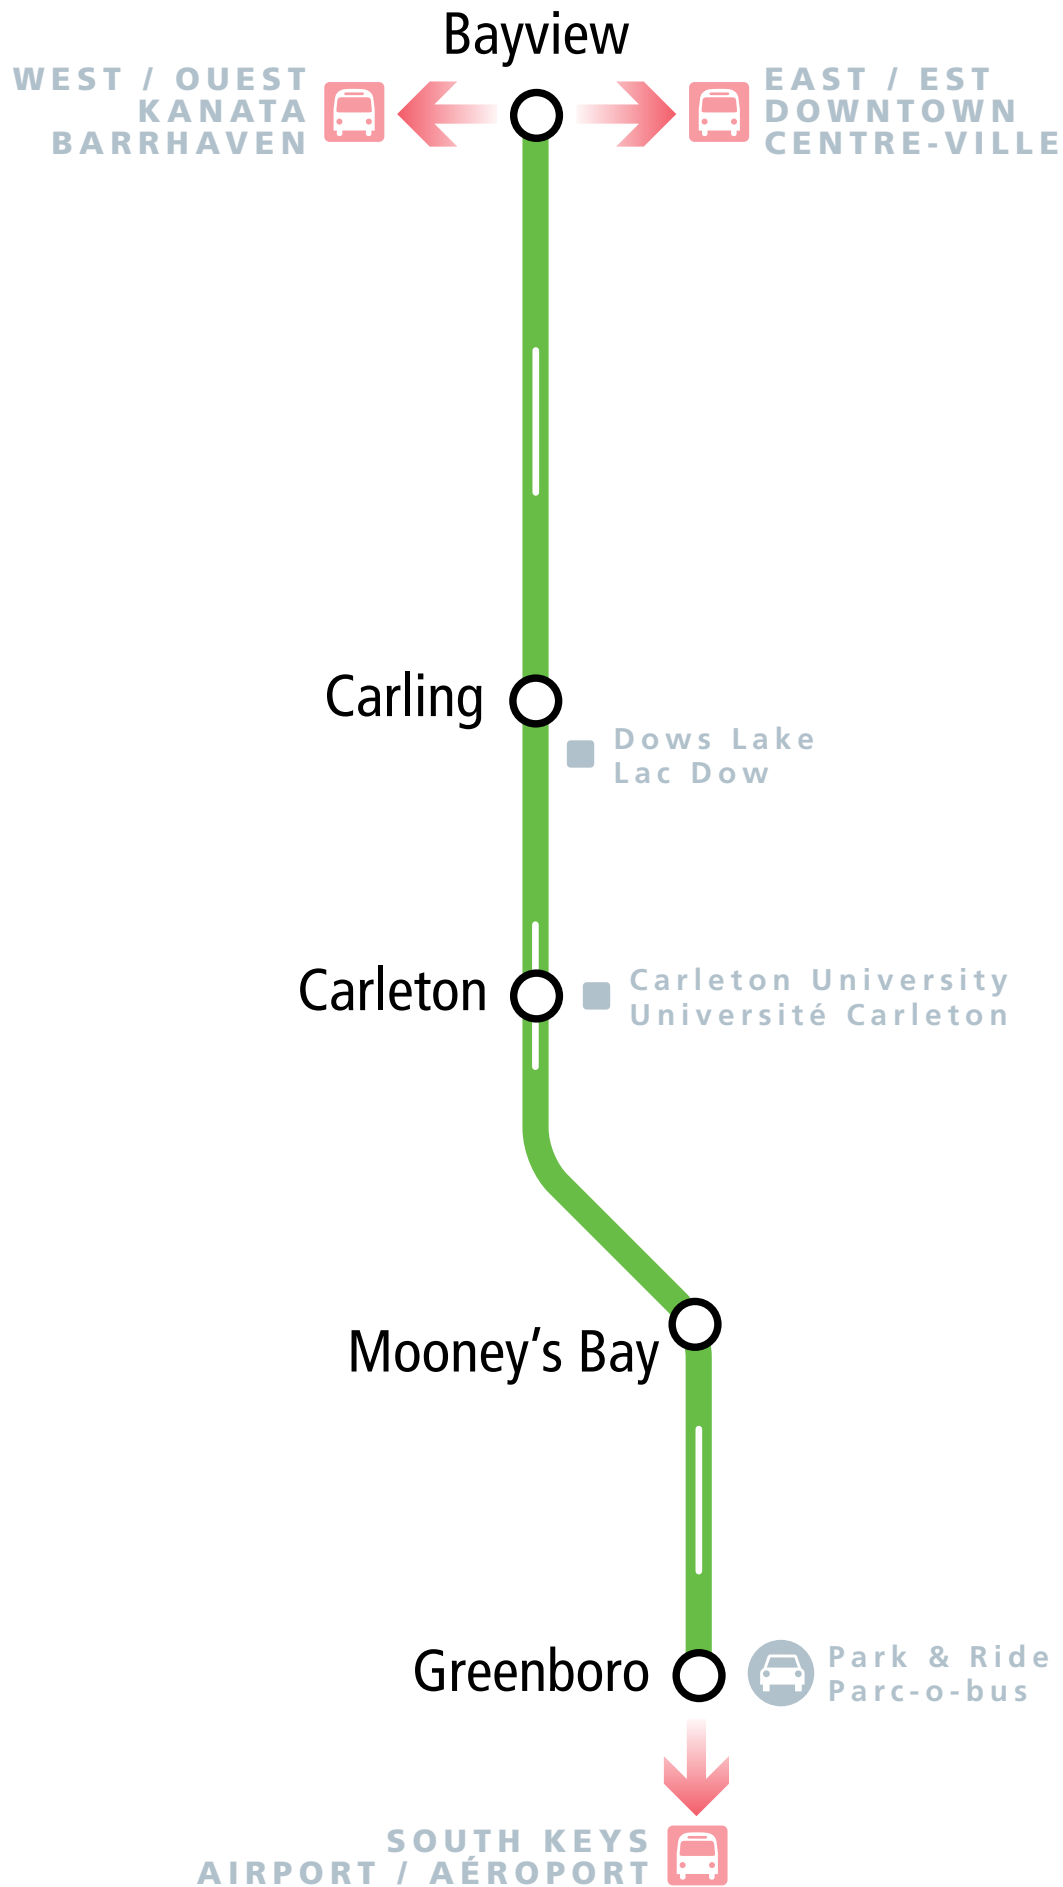 Bayview
WEST / OUEST
KANATA
BARRHAVEN
EAST / EST
DOWNTOWN
CENTRE-VILLE
Carling
Dows Lake
Lac Dow
Carleton
Carleton University
Université Carleton
Mooney’s Bay
Greenboro
Park & Ride
Parc-o-bus
SOUTH KEYS
AIRPORT / AÉROPORT